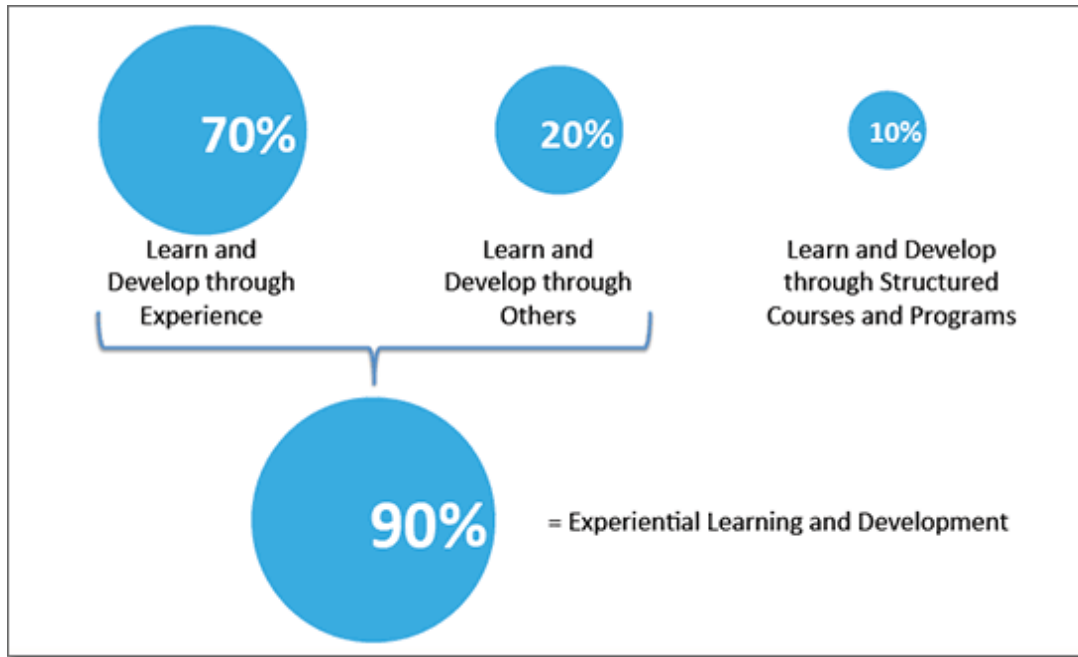 70%
20%
10%
Learn and
Develop through
Experience
Learn and
Develop through
Others
Learn and Develop
through Structured
Courses and Programs
90%
= Experiential Learning and Development